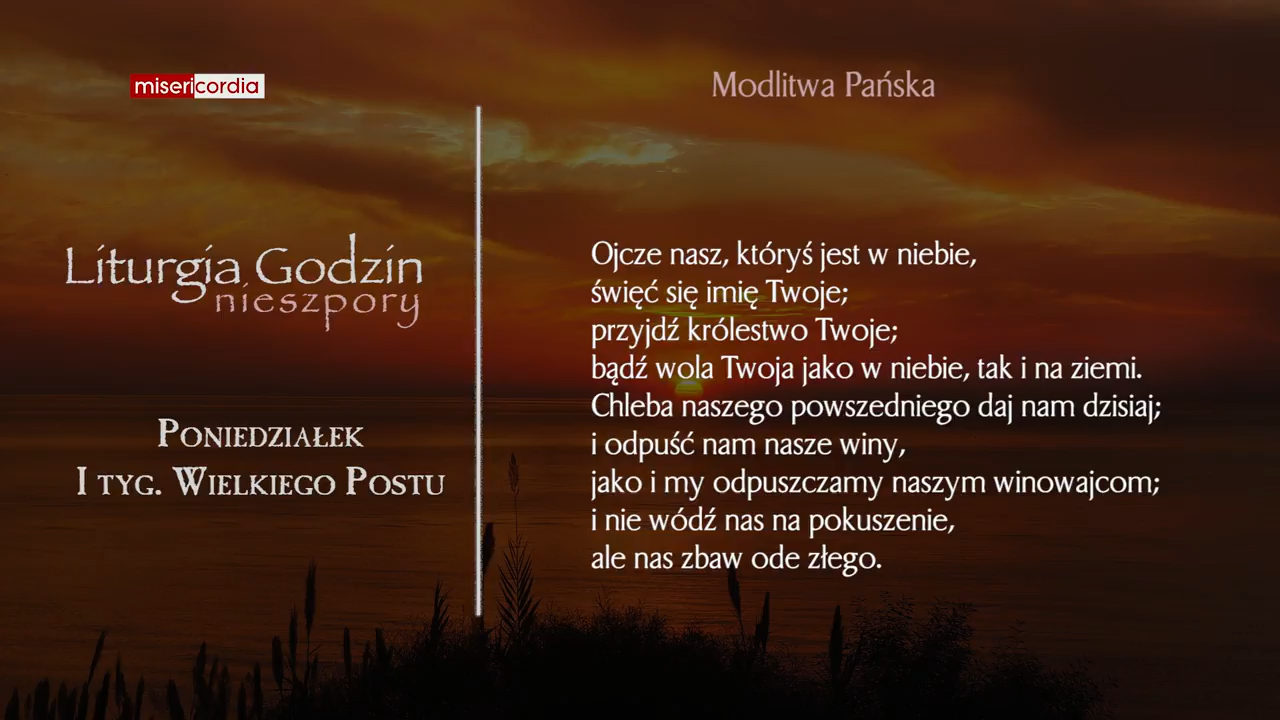 misericordia
Liturgia Godzin
nieszpory
Poniedziałek
I tyg. Wielkiego Postu
Modlitwa Pańska
Ojcze nasz, któryś jest w niebie,
święć się imię Twoje;
przyjdź królestwo Twoje;
bądź wola Twoja jako w niebie, tak i na ziemi.
Chleba naszego powszedniego daj nam dzisiaj;
i odpuść nam nasze winy,
jako i my odpuszczamy naszym winowajcom;
i nie wódź nas na pokuszenie,
ale nas zbaw ode złego.